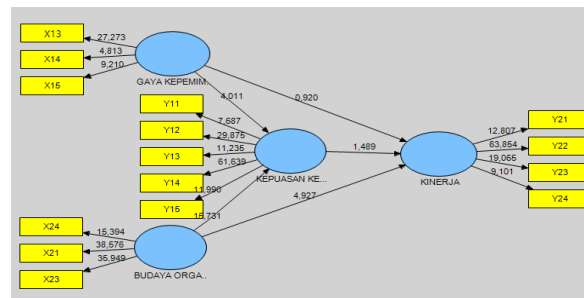 X13
27,273
X14
4,813
X15
9,210
GAYA KEPEMIM..
4,011
0,920
Y11
7,687
Y12
29,875
Y13
11,235
Y14
61,639
Y15
11,990
KEPUASAN KE...
1,489
KINERJA
Y21
12,807
Y22
63,854
Y23
19,065
Y24
9,101
4,927
15,731
X24
15,394
X21
38,576
X23
35,949
BUDAYA ORGA..